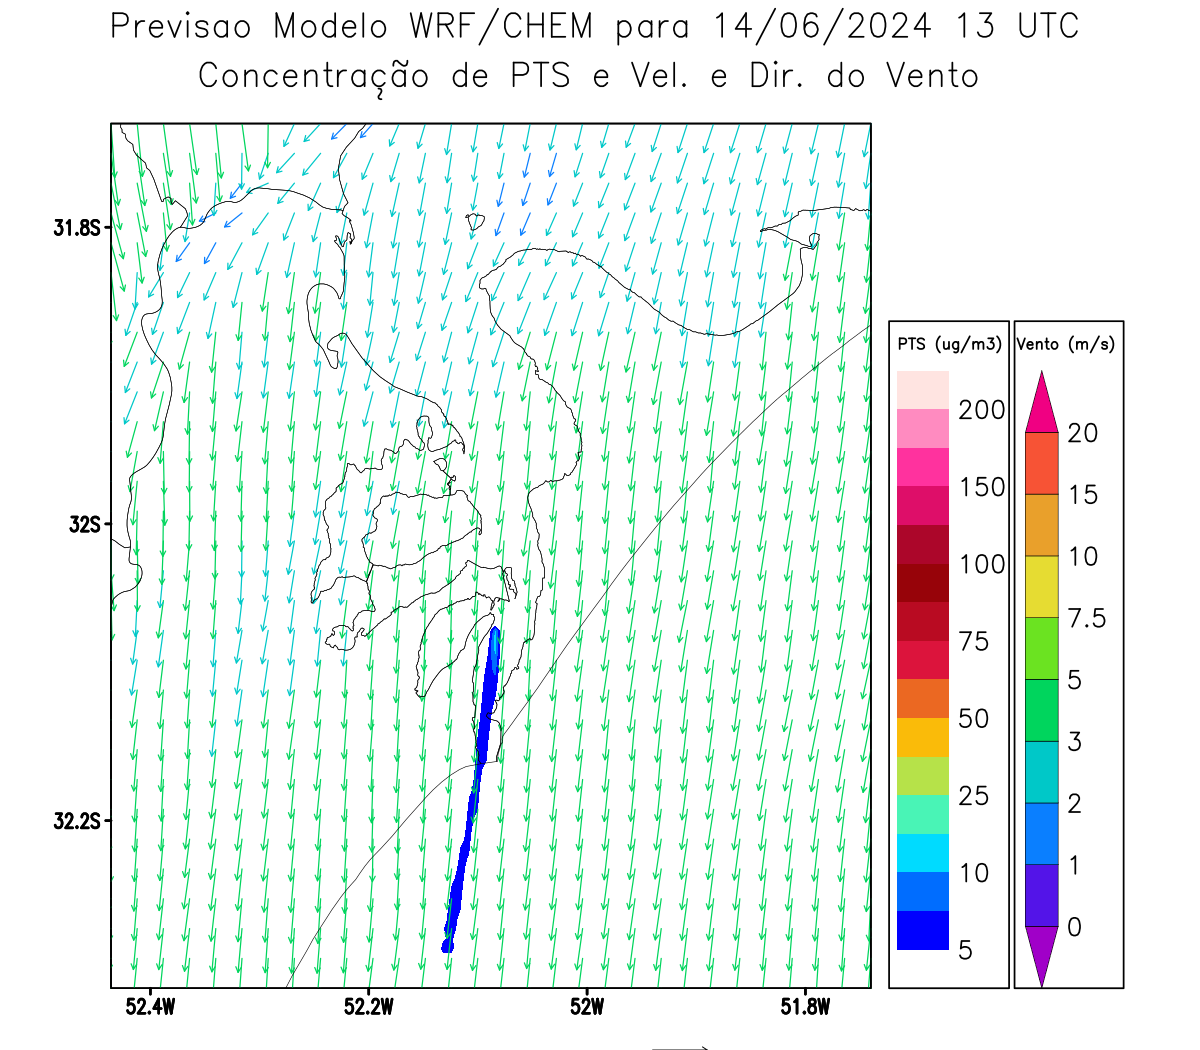 Previsao Modelo WRF/CHEM para 14/06/2024 13 UTC
Concentração de PTS e Vel. e Dir. do Vento
31.8S
32S
32.2S
52.4W
52.2W
52W
51.8W
PTS (ug/m3)
200
150
100
75
50
25
10
5
Vento (m/s)
20
15
10
7.5
5
3
2
1
0